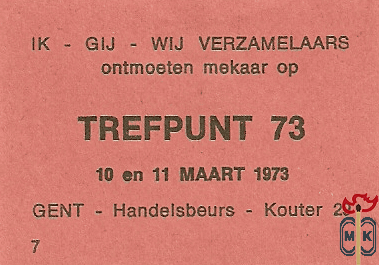 IK - GIJ - WIJ VERZAMELAARS
ontmoeten mekaar op
TREFPUNT 73
10 en 11 MAART 1973
GENT - Handelsbeurs - Kouter
7
MK